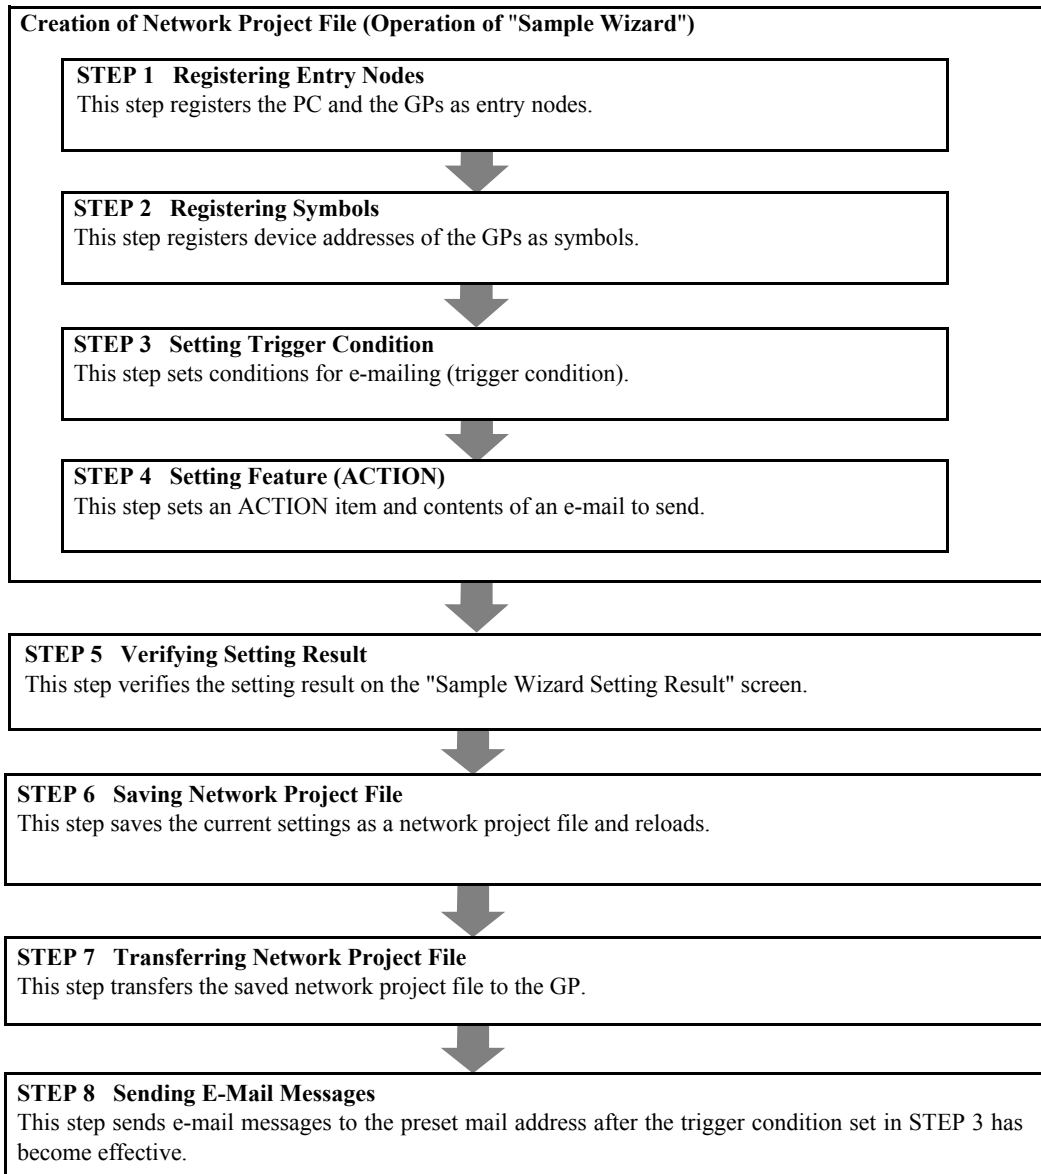 Creation of Network Project File (Operation of "Sample Wizard")
STEP 1 Registering Entry Nodes
This step registers the PC and the GPs as entry nodes.
STEP 2 Registering Symbols
This step registers device addresses of the GPs as symbols.
STEP 3 Setting Trigger Condition
This step sets conditions for e-mailing (trigger condition).
STEP 4 Setting Feature (ACTION)
This step sets an ACTION item and contents of an e-mail to send.
STEP 5 Verifying Setting Result
This step verifies the setting result on the "Sample Wizard Setting Result" screen.
STEP 6 Saving Network Project File
This step saves the current settings as a network project file and reloads.
STEP 7 Transferring Network Project File
This step transfers the saved network project file to the GP.
STEP 8 Sending E-Mail Messages
This step sends e-mail messages to the preset mail address after the trigger condition set in STEP 3 has
become effective.